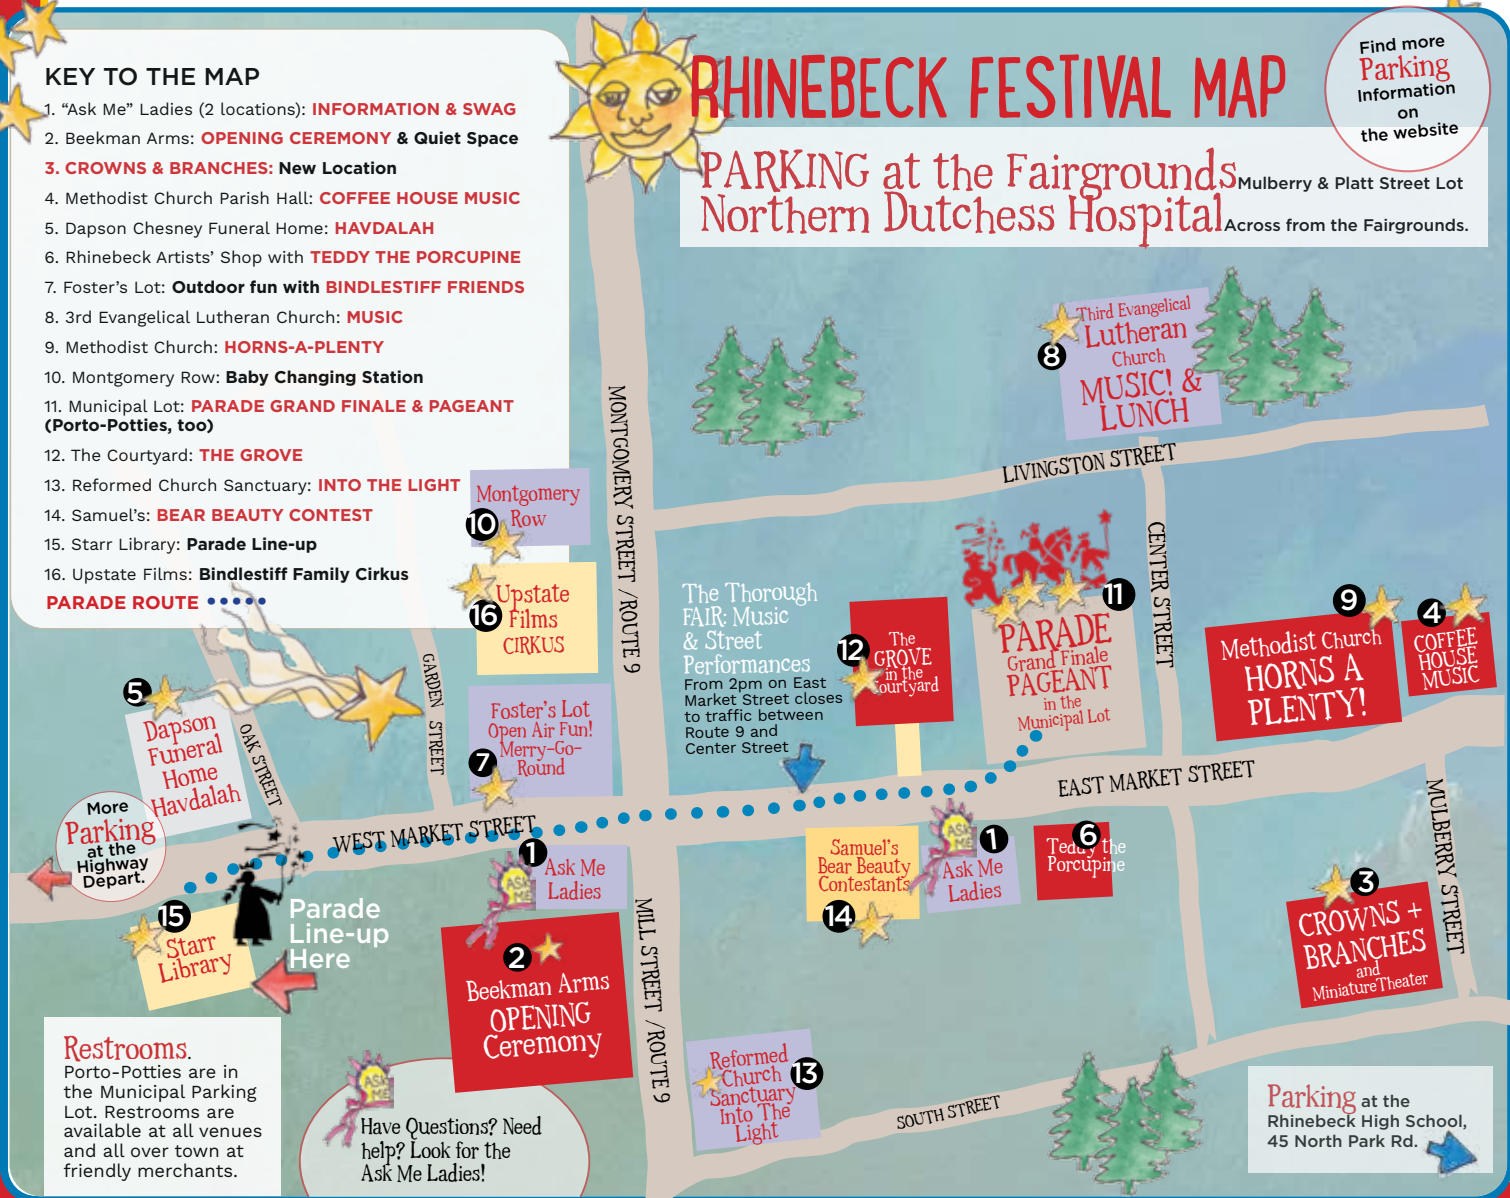 KEY TO THE MAP
1. “Ask Me” Ladies (2 locations): INFORMATION & SWAG
2. Beekman Arms: OPENING CEREMONY & Quiet Space
3. CROWNS & BRANCHES: New Location
4. Methodist Church Parish Hall: COFFEE HOUSE MUSIC
5. Dapson Chesney Funeral Home: HAVDALAH
6. Rhinebeck Artists’ Shop with TEDDY THE PORCUPINE
7. Foster’s Lot: Outdoor fun with BINDLESTIFF FRIENDS
8. 3rd Evangelical Lutheran Church: MUSIC
9. Methodist Church: HORNS-A-PLENTY
10. Montgomery Row: Baby Changing Station
11. Municipal Lot: PARADE GRAND FINALE & PAGEANT
(Porto-Potties, too)
12. The Courtyard: THE GROVE
13. Reformed Church Sanctuary: INTO THE LIGHT
14. Samuel’s: BEAR BEAUTY CONTEST
15. Starr Library: Parade Line-up
16. Upstate Films: Bindlestiff Family Cirkus
PARADE ROUTE
RHINEBECK FESTIVAL MAP
PARKING at the Fairgrounds Mulberry & Platt Street Lot
Northern Dutchess Hospital Across from the Fairgrounds.
Find more
Parking
Information
on
the website
8
Third Evangelical
Lutheran
Church
MUSIC! &
LUNCH
LIVINGSTON STREET
MONTGOMERY STREET /ROUTE 9
CENTER STREET
Montgomery
Row
10
Upstate
Films
CIRKUS
16
Foster’s Lot
Open Air Fun!
Merry-Go-
Round
7
GARDEN STREET
OAK STREET
5
Dapson
Funeral
Home
Havdalah
The Thorough
FAIR: Music
& Street
Performances
From 2pm on East
Market Street closes
to traffic between
Route 9 and
Center Street
12
The
GROVE
in the
Courtyard
11
PARADE
Grand Finale
PAGEANT
in the
Municipal Lot
9
Methodist Church
HORNS A
PLENTY!
4
COFFEE
HOUSE
MUSIC
EAST MARKET STREET
WEST MARKET STREET
MULBERRY STREET
More
Parking
at the
Highway
Depart.
15
Starr
Library
Parade
Line-up
Here
1
ASK
ME
Ask Me
Ladies
2
Beekman Arms
OPENING
Ceremony
MILL STREET /ROUTE 9
Samuel’s
Bear Beauty
Contestants
14
ASK
ME
1
Ask Me
Ladies
6
Teddy the
Porcupine
3
CROWNS +
BRANCHES
and
Miniature Theater
13
Reformed
Church
Sanctuary
Into The
Light
SOUTH STREET
Restrooms.
Porto-Potties are in
the Municipal Parking
Lot. Restrooms are
available at all venues
and all over town at
friendly merchants.
ASK
ME
Have Questions? Need
help? Look for the
Ask Me Ladies!
Parking at the
Rhinebeck High School,
45 North Park Rd.